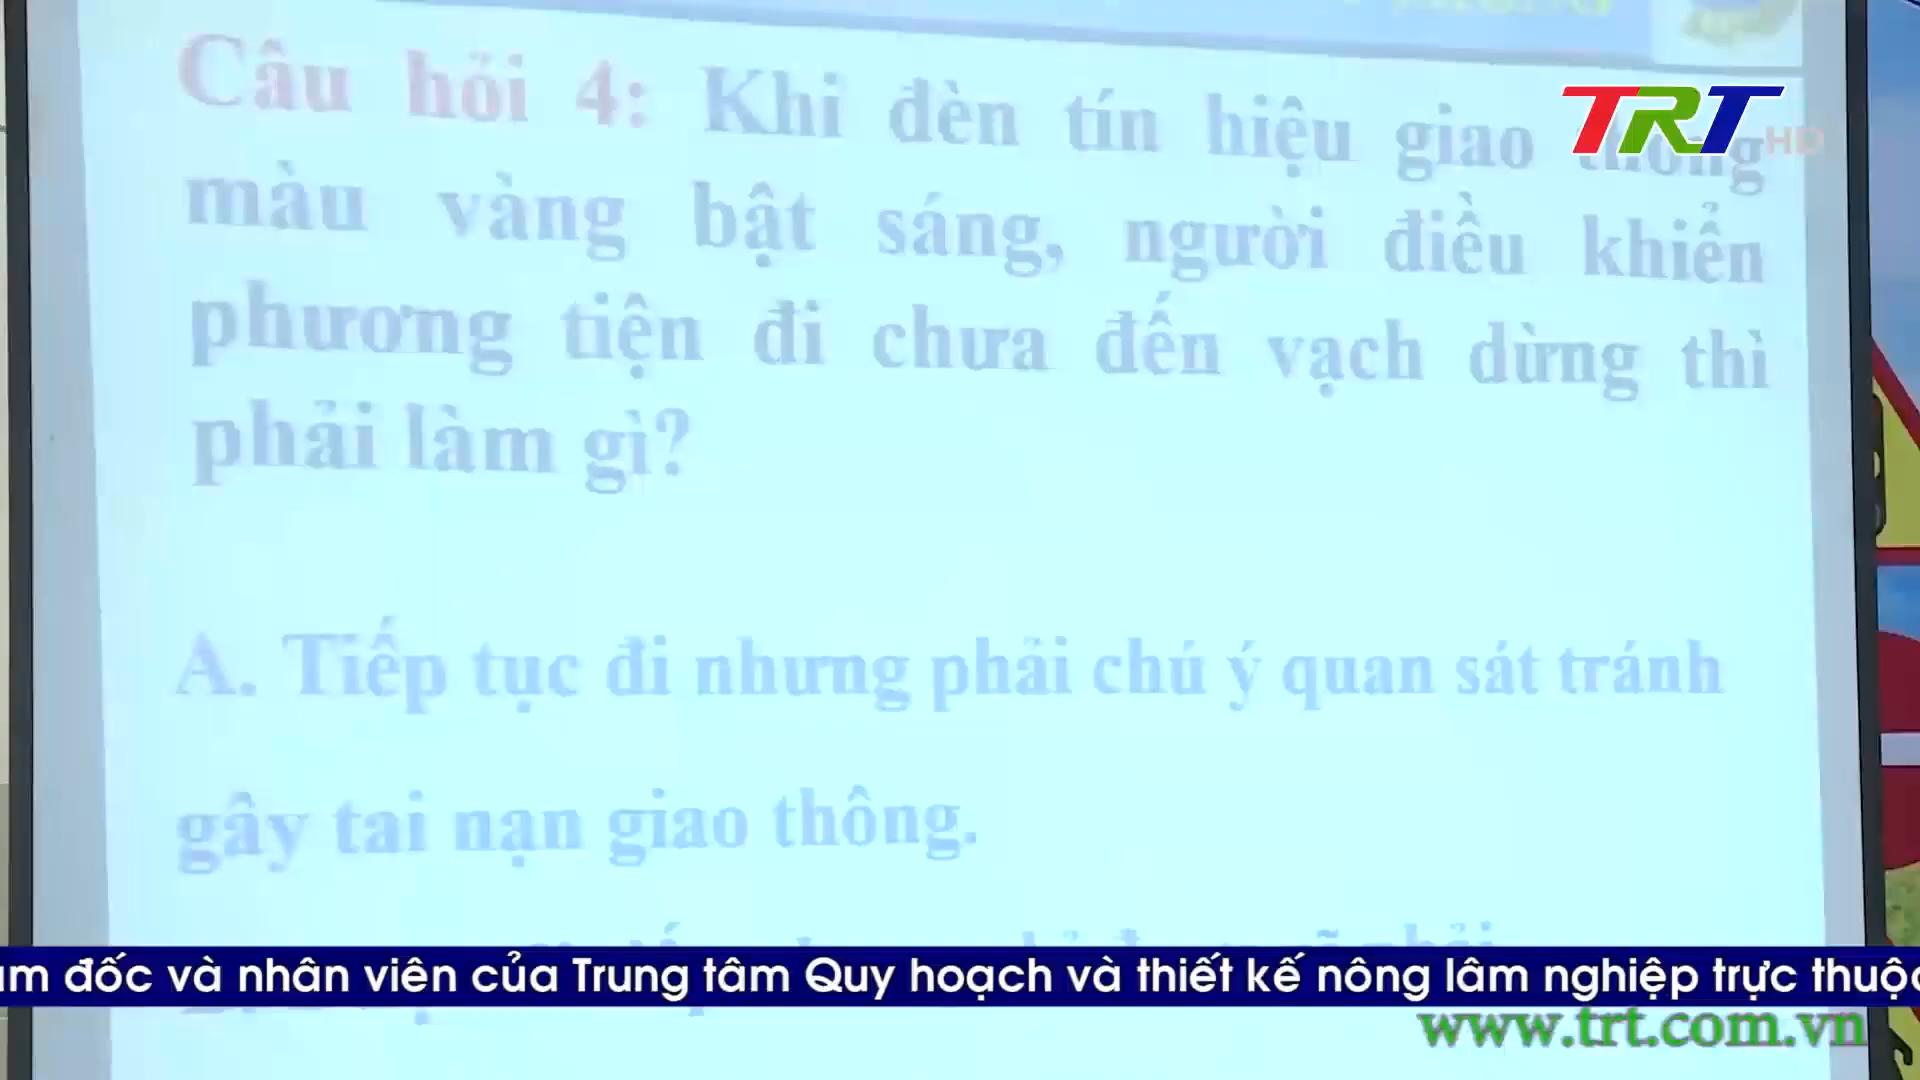 Câu hỏi 4: Khi đèn tín hiệu giao thông
màu vàng bật sáng, người điều khiển
phương tiện đi chưa đến vạch dừng thì
phải làm gì?
A. Tiếp tục đi nhưng phải chú ý quan sát tránh
gây tai nạn giao thông.
TRT HD
đốc và nhân viên của Trung tâm Quy hoạch và thiết kế nông lâm nghiệp trực thuộc
www.trt.com.vn